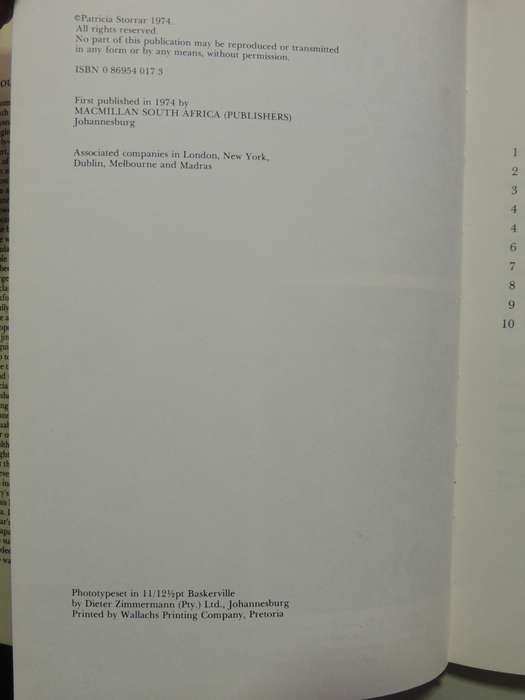 ©Patricia Storrar 1974.
All rights reserved.
No part of this publication may be reproduced or transmitted
in any form or by any means, without permission.
ISBN 0 86954 017 3
First published in 1974 by
MACMILLAN SOUTH AFRICA (PUBLISHERS)
Johannesburg
Associated companies in London, New York,
Dublin, Melbourne and Madras
Phototypeset in 11/12½pt Baskerville
by Dieter Zimmermann (Pty.) Ltd., Johannesburg
Printed by Wallachs Printing Company, Pretoria
1
2
3
4
4
6
7
8
9
10